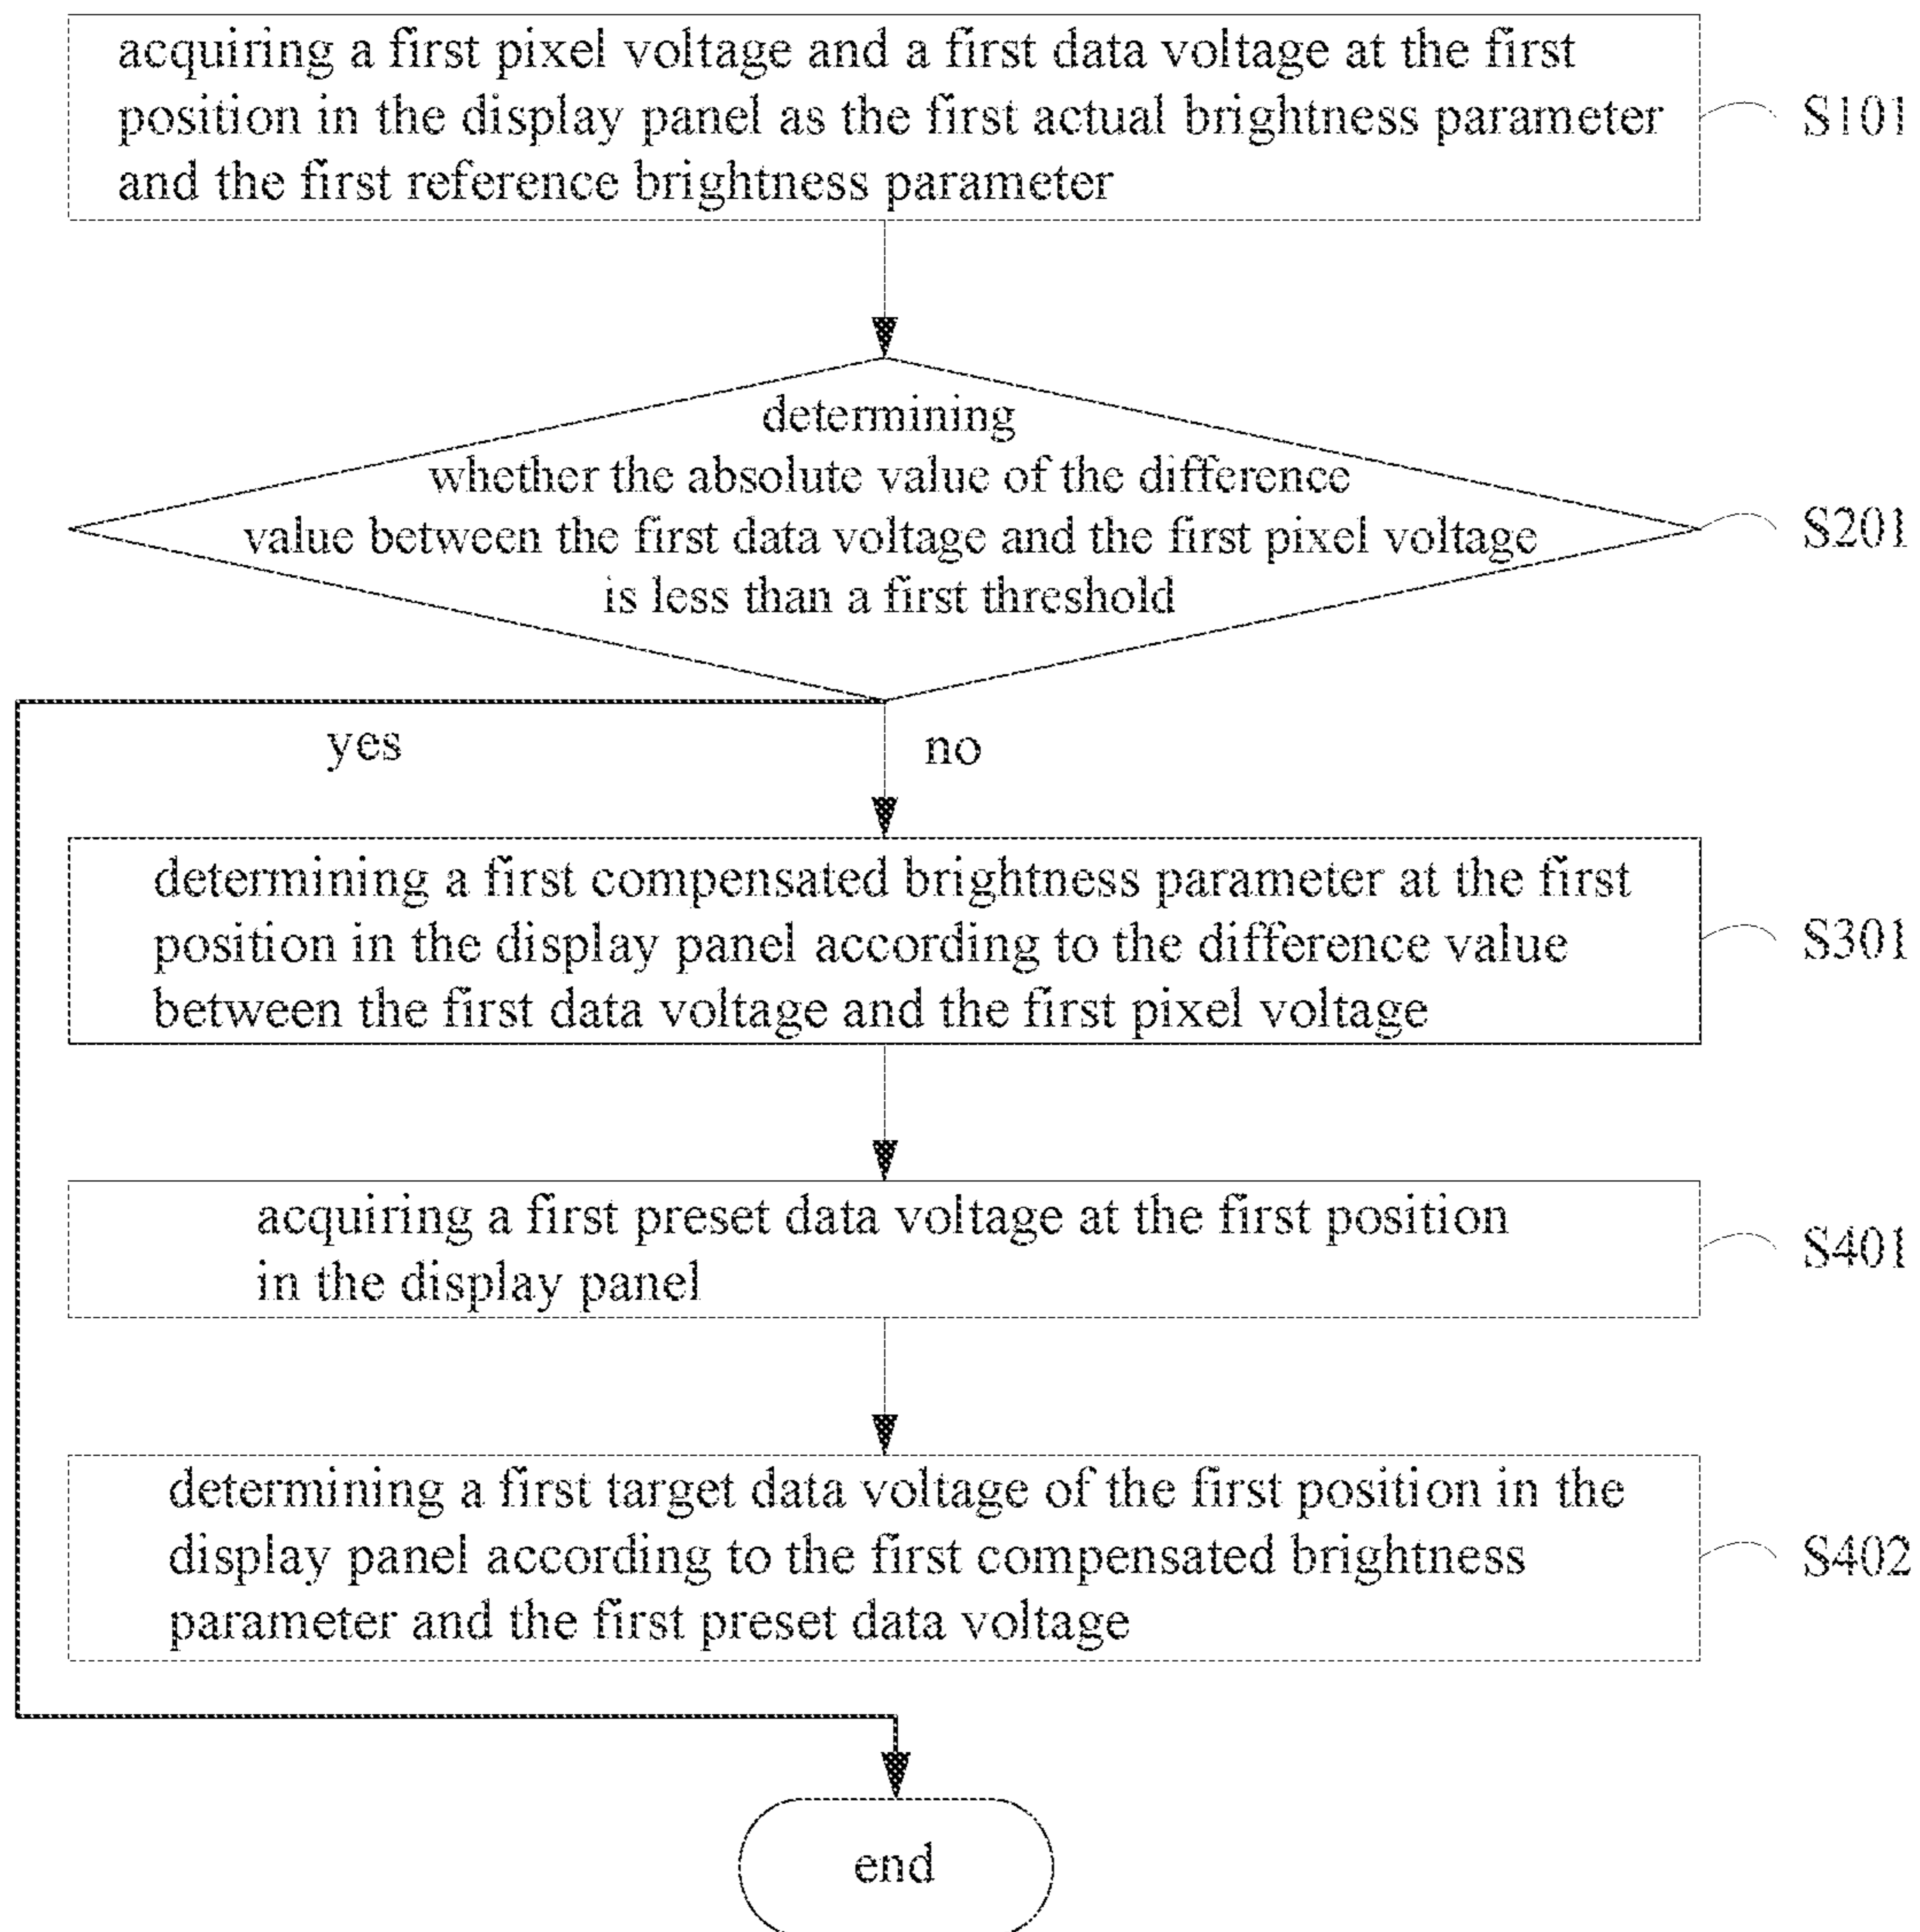 acquiring a first pixel voltage and a first data voltage at the first
position in the display panel as the first actual brightness parameter
and the first reference brightness parameter
S101
determining
whether the absolute value of the difference
value between the first data voltage and the first pixel voltage
is less than a first threshold
S201
yes
no
determining a first compensated brightness parameter at the first
position in the display panel according to the difference value
between the first data voltage and the first pixel voltage
S301
acquiring a first preset data voltage at the first position
in the display panel
S401
determining a first target data voltage of the first position in the
display panel according to the first compensated brightness
parameter and the first preset data voltage
S402
end